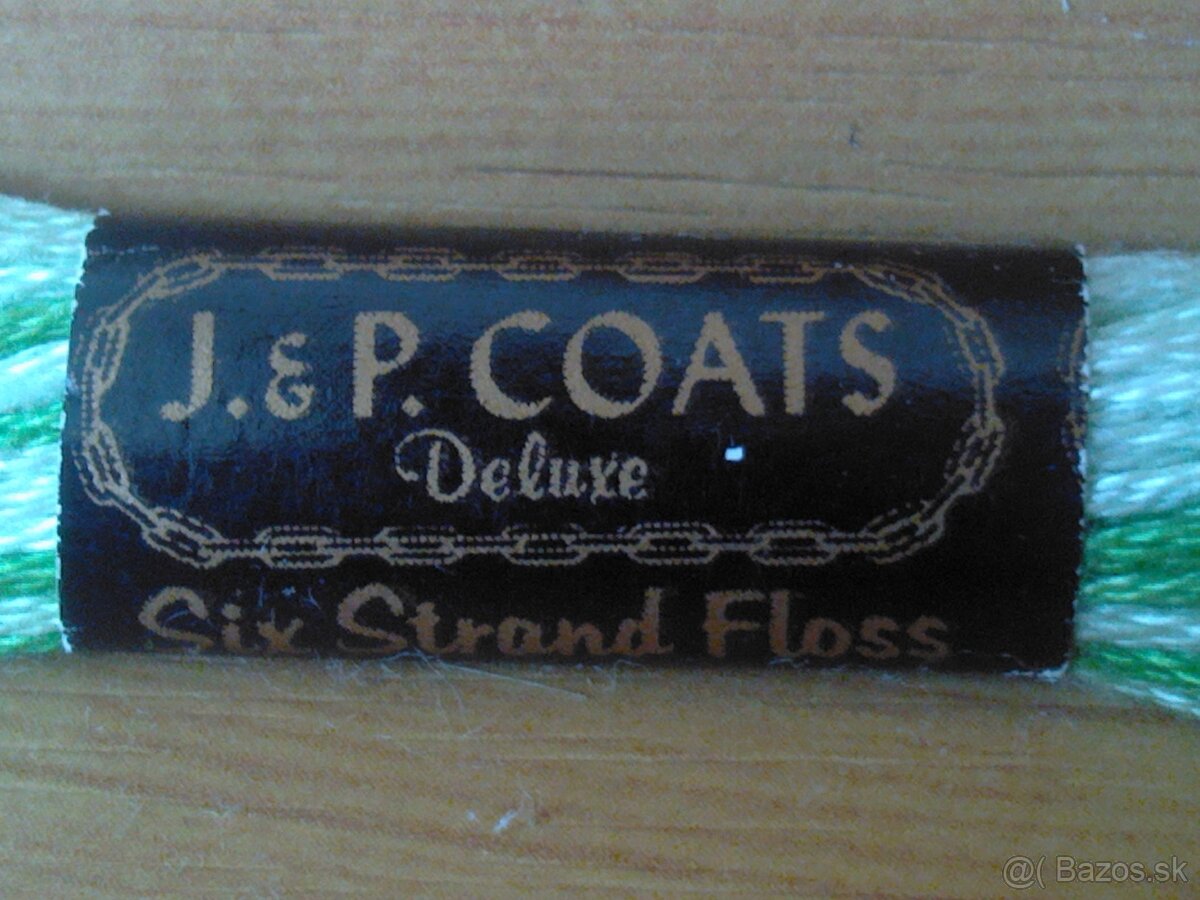 J. & P. COATS
Deluxe
Six Strand Floss
@( Bazos.sk